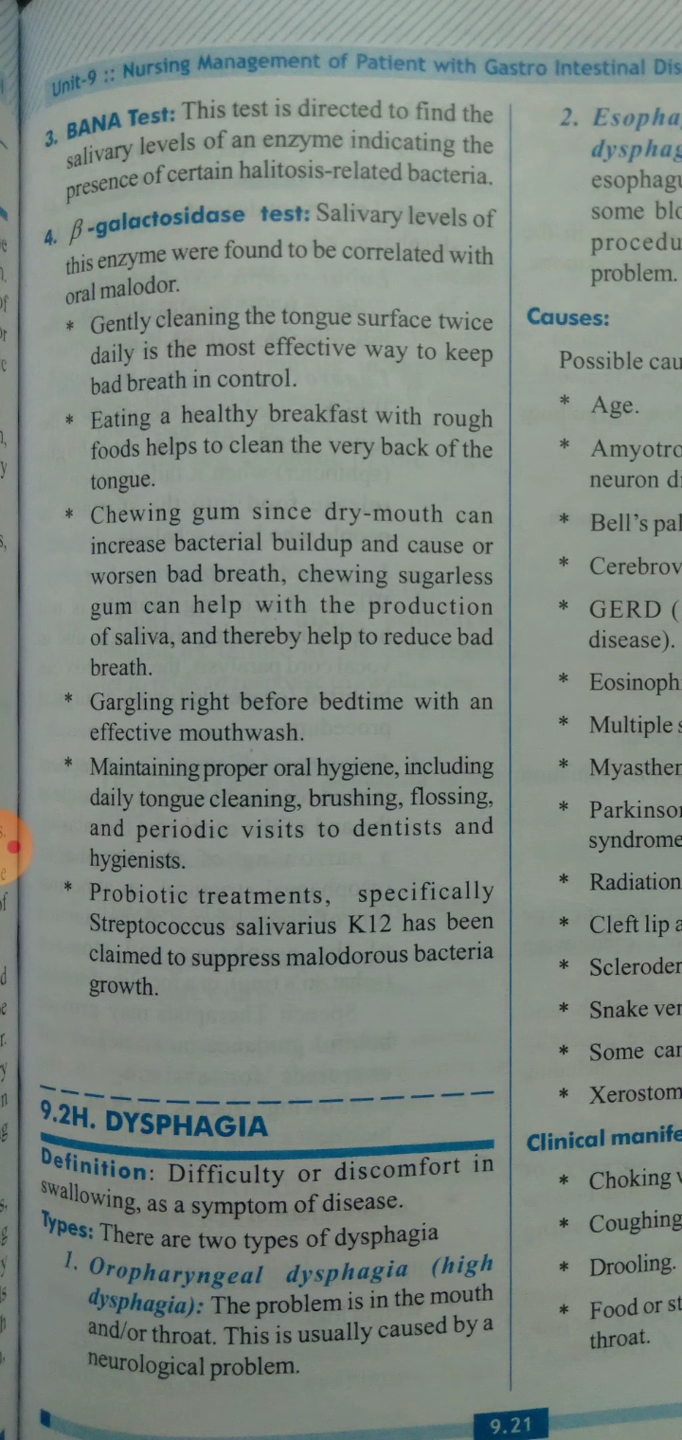 Unit-9 :: Nursing Management of Patient with Gastro Intestinal Dis
3. BANA Test: This test is directed to find the
salivary levels of an enzyme indicating the
presence of certain halitosis-related bacteria.
4. β-galactosidase test: Salivary levels of
this enzyme were found to be correlated with
oral malodor.
* Gently cleaning the tongue surface twice
daily is the most effective way to keep
bad breath in control.
* Eating a healthy breakfast with rough
foods helps to clean the very back of the
tongue.
* Chewing gum since dry-mouth can
increase bacterial buildup and cause or
worsen bad breath, chewing sugarless
gum can help with the production
of saliva, and thereby help to reduce bad
breath.
* Gargling right before bedtime with an
effective mouthwash.
* Maintaining proper oral hygiene, including
daily tongue cleaning, brushing, flossing,
and periodic visits to dentists and
hygienists.
* Probiotic treatments, specifically
Streptococcus salivarius K12 has been
claimed to suppress malodorous bacteria
growth.
9.2H. DYSPHAGIA
Definition: Difficulty or discomfort in
swallowing, as a symptom of disease.
Types: There are two types of dysphagia
1. Oropharyngeal dysphagia (high
dysphagia): The problem is in the mouth
and/or throat. This is usually caused by a
neurological problem.
2. Esopha
dysphag
esophagu
some blo
procedu
problem.
Causes:
Possible cau
* Age.
* Amyotro
neuron di
* Bell's pal
* Cerebrov
* GERD (
disease).
* Eosinoph
* Multiple s
* Myasthen
* Parkinson
syndrome
* Radiation
* Cleft lip a
* Scleroder
* Snake ven
* Some can
* Xerostom
Clinical manife
* Choking
* Coughing
* Drooling.
* Food or st
throat.
9.21